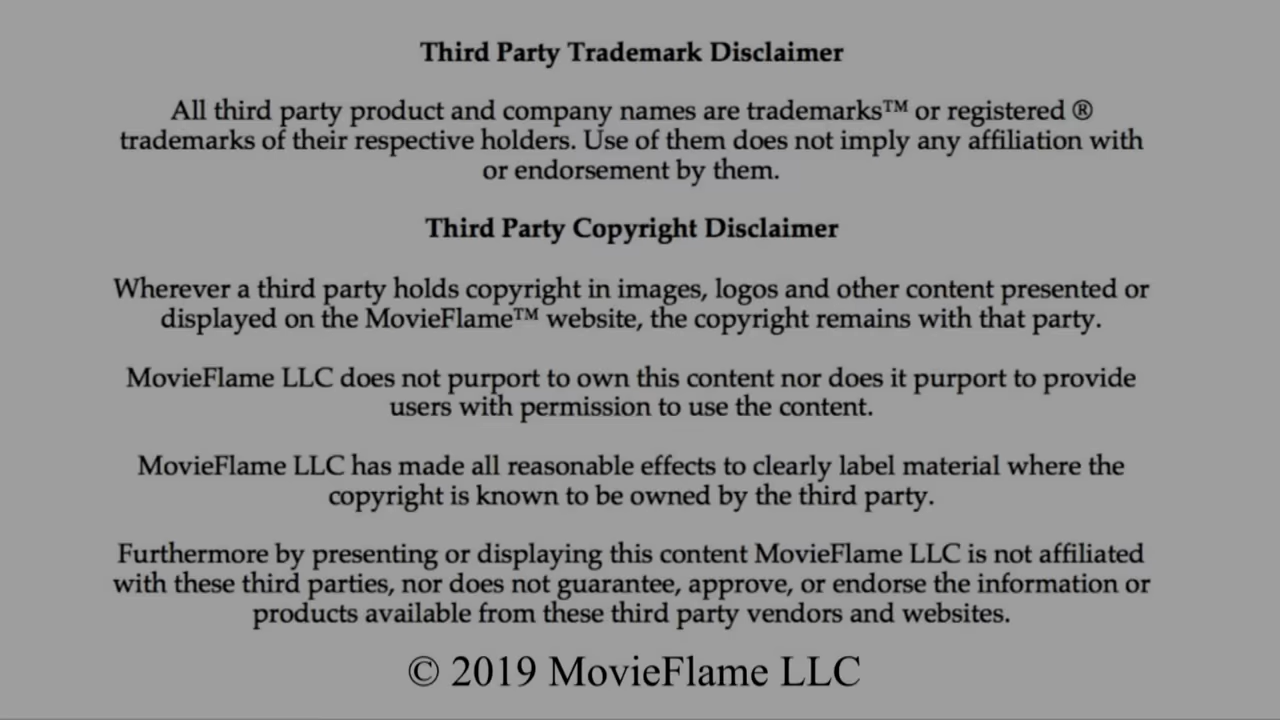 Third Party Trademark Disclaimer
All third party product and company names are trademarks™ or registered ®
trademarks of their respective holders. Use of them does not imply any affiliation with
or endorsement by them.
Third Party Copyright Disclaimer
Wherever a third party holds copyright in images, logos and other content presented or
displayed on the MovieFlame™ website, the copyright remains with that party.
MovieFlame LLC does not purport to own this content nor does it purport to provide
users with permission to use the content.
MovieFlame LLC has made all reasonable effects to clearly label material where the
copyright is known to be owned by the third party.
Furthermore by presenting or displaying this content MovieFlame LLC is not affiliated
with these third parties, nor does not guarantee, approve, or endorse the information or
products available from these third party vendors and websites.
© 2019 MovieFlame LLC